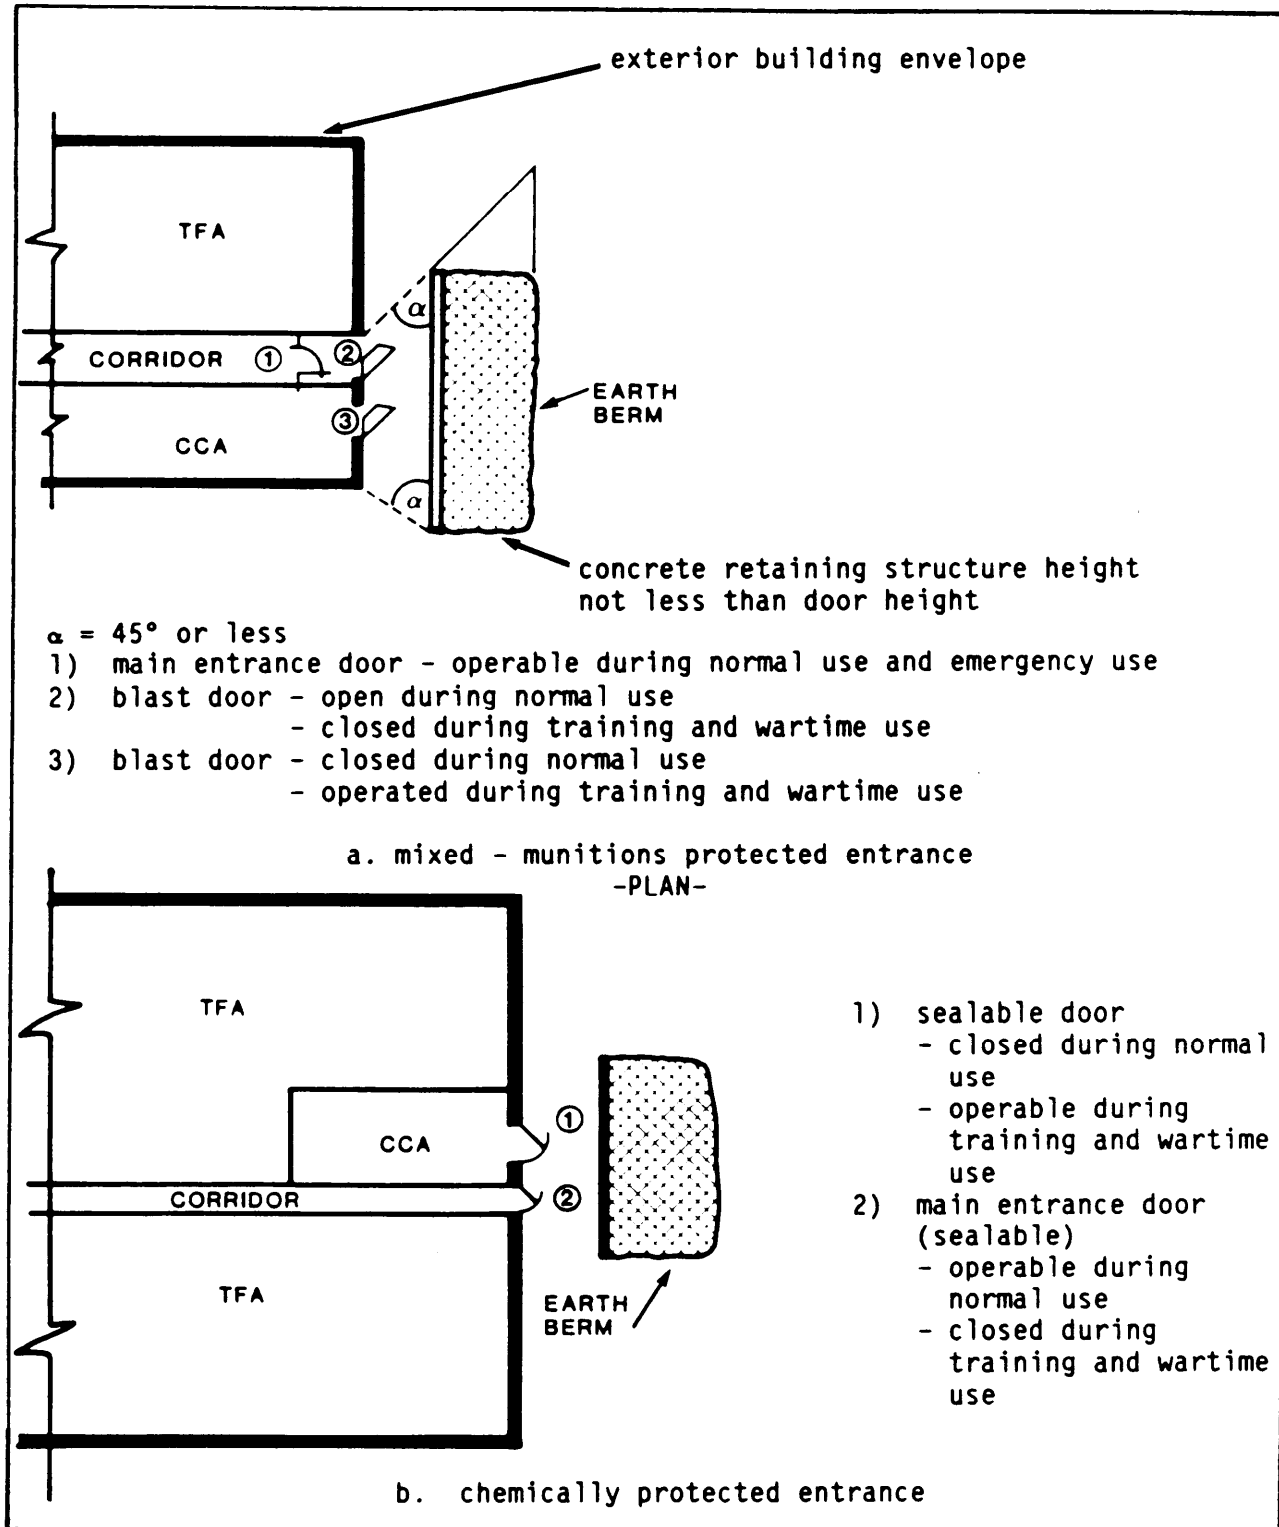 exterior building envelope
TFA
α
CORRIDOR
①
②
EARTH
BERM
③
CCA
α
concrete retaining structure height
not less than door height
α = 45° or less
1) main entrance door - operable during normal use and emergency use
2) blast door - open during normal use
- closed during training and wartime use
3) blast door - closed during normal use
- operated during training and wartime use
a. mixed - munitions protected entrance
-PLAN-
TFA
CCA
①
CORRIDOR
②
TFA
EARTH
BERM
1) sealable door
- closed during normal
use
- operable during
training and wartime
use
2) main entrance door
(sealable)
- operable during
normal use
- closed during
training and wartime
use
b. chemically protected entrance